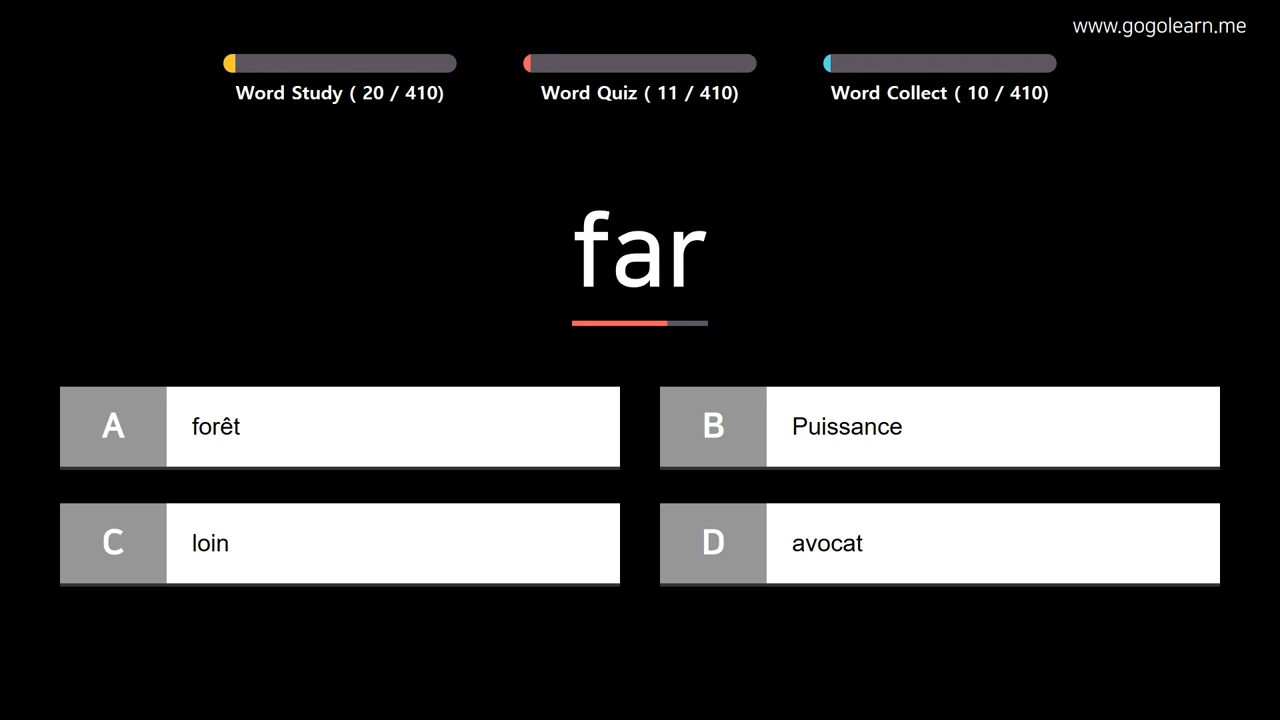 www.gogolearn.me
Word Study ( 20 / 410)
Word Quiz ( 11 / 410)
Word Collect ( 10 / 410)
far
A forêt
B Puissance
C loin
D avocat